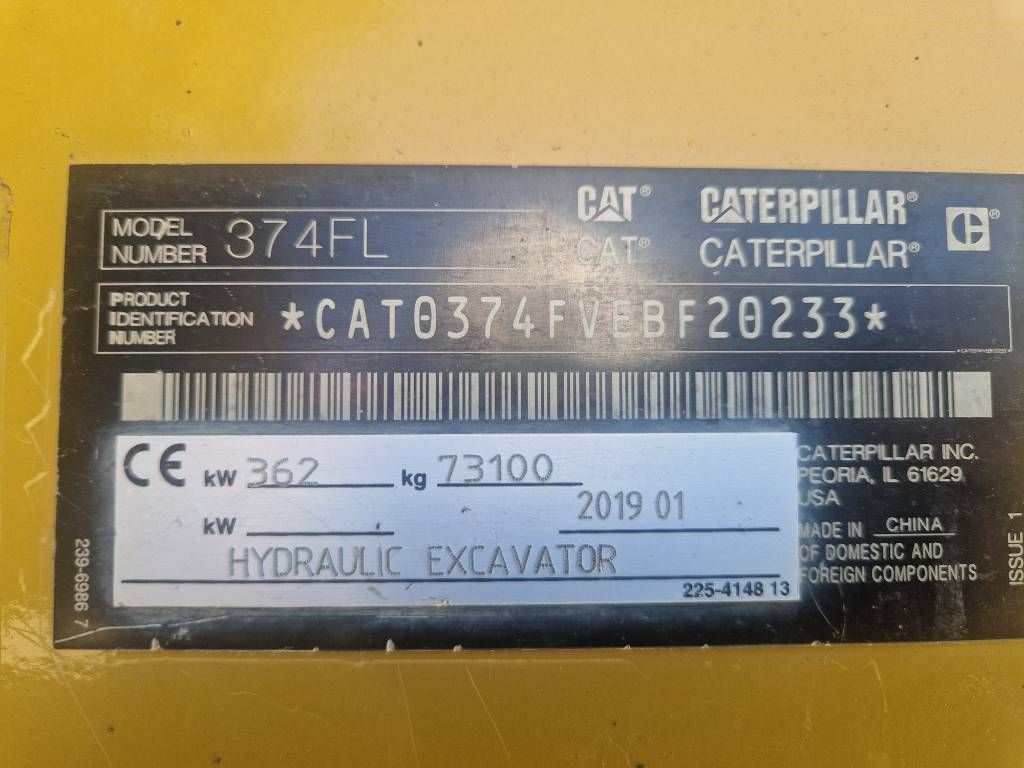 MODEL
NUMBER 374FL
CAT® CATERPILLAR® C®
CAT® CATERPILLAR®
PRODUCT
IDENTIFICATION
NUMBER
*CAT0374FVEBF20233*
CE kW 362 kg 73100
kW 2019 01
HYDRAULIC EXCAVATOR
225-4148 13
CATERPILLAR INC.
PEORIA, IL 61629
USA
MADE IN CHINA
OF DOMESTIC AND
FOREIGN COMPONENTS
239-6986 7
ISSUE 1